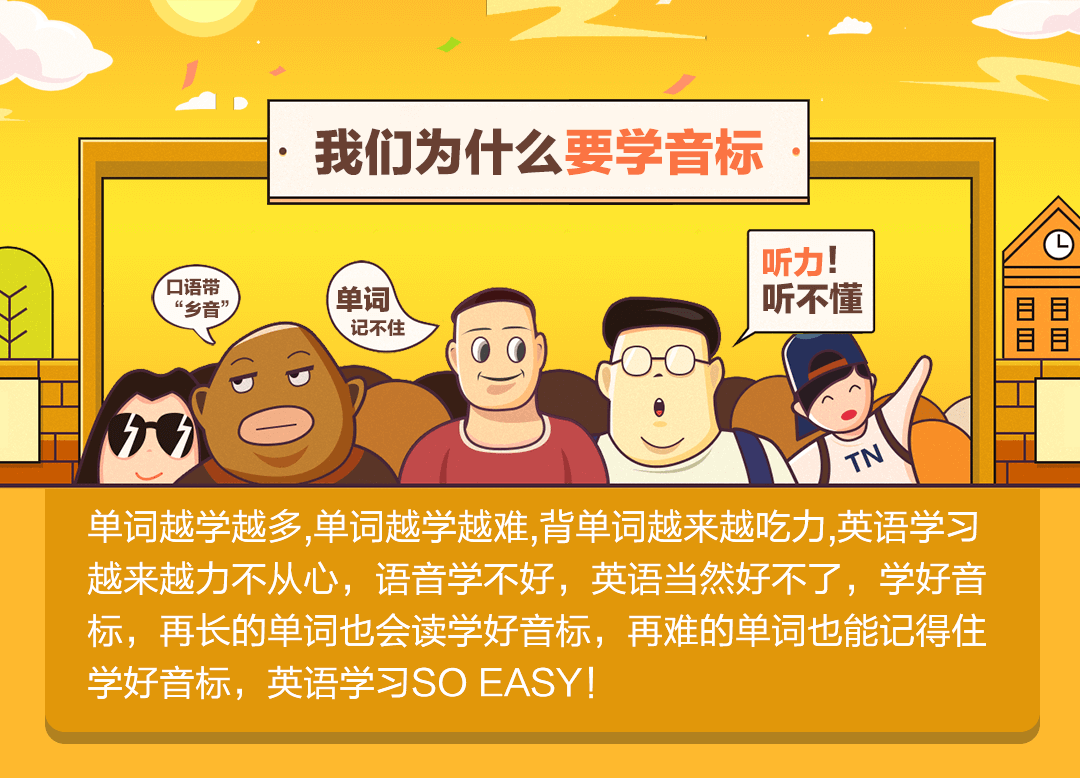 我们为什么要学音标
口语带
“乡音”
单词
记不住
听力！
听不懂
TN
单词越学越多,单词越学越难,背单词越来越吃力,英语学习
越来越力不从心，语音学不好，英语当然好不了，学好音
标，再长的单词也会读学好音标，再难的单词也能记得住
学好音标，英语学习SO EASY！